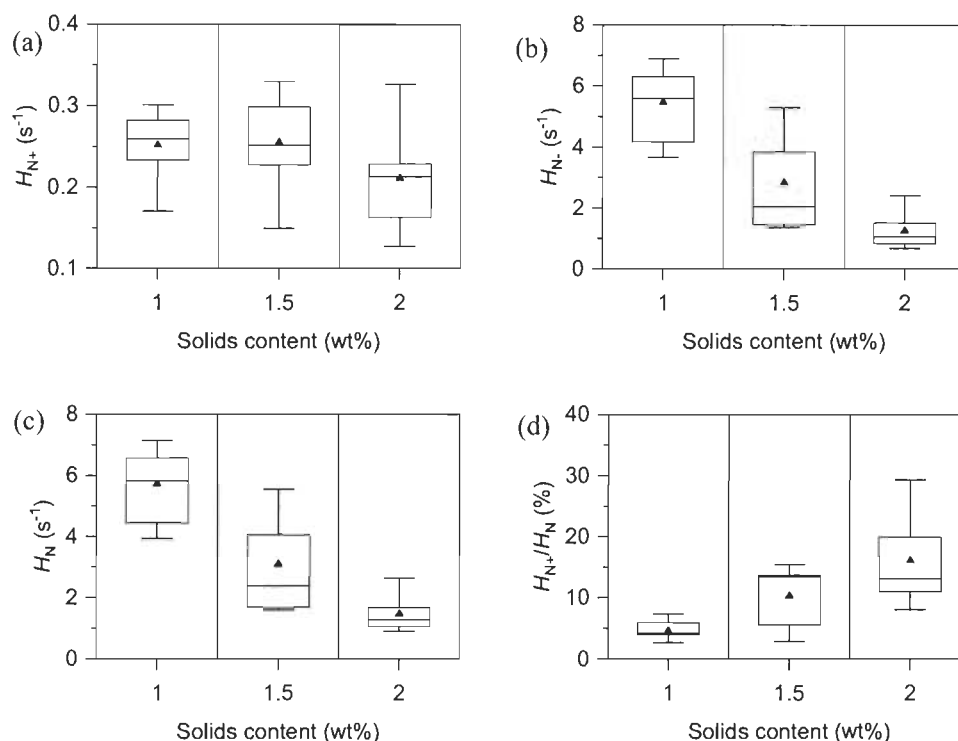 (a)
0.4
0.3
0.2
0.1
H_N+ (s⁻¹)
1 1.5 2
Solids content (wt%)
(b)
8
6
4
2
0
H_N- (s⁻¹)
1 1.5 2
Solids content (wt%)
(c)
8
6
4
2
0
H_N (s⁻¹)
1 1.5 2
Solids content (wt%)
(d)
40
30
20
10
0
H_N+/H_N (%)
1 1.5 2
Solids content (wt%)